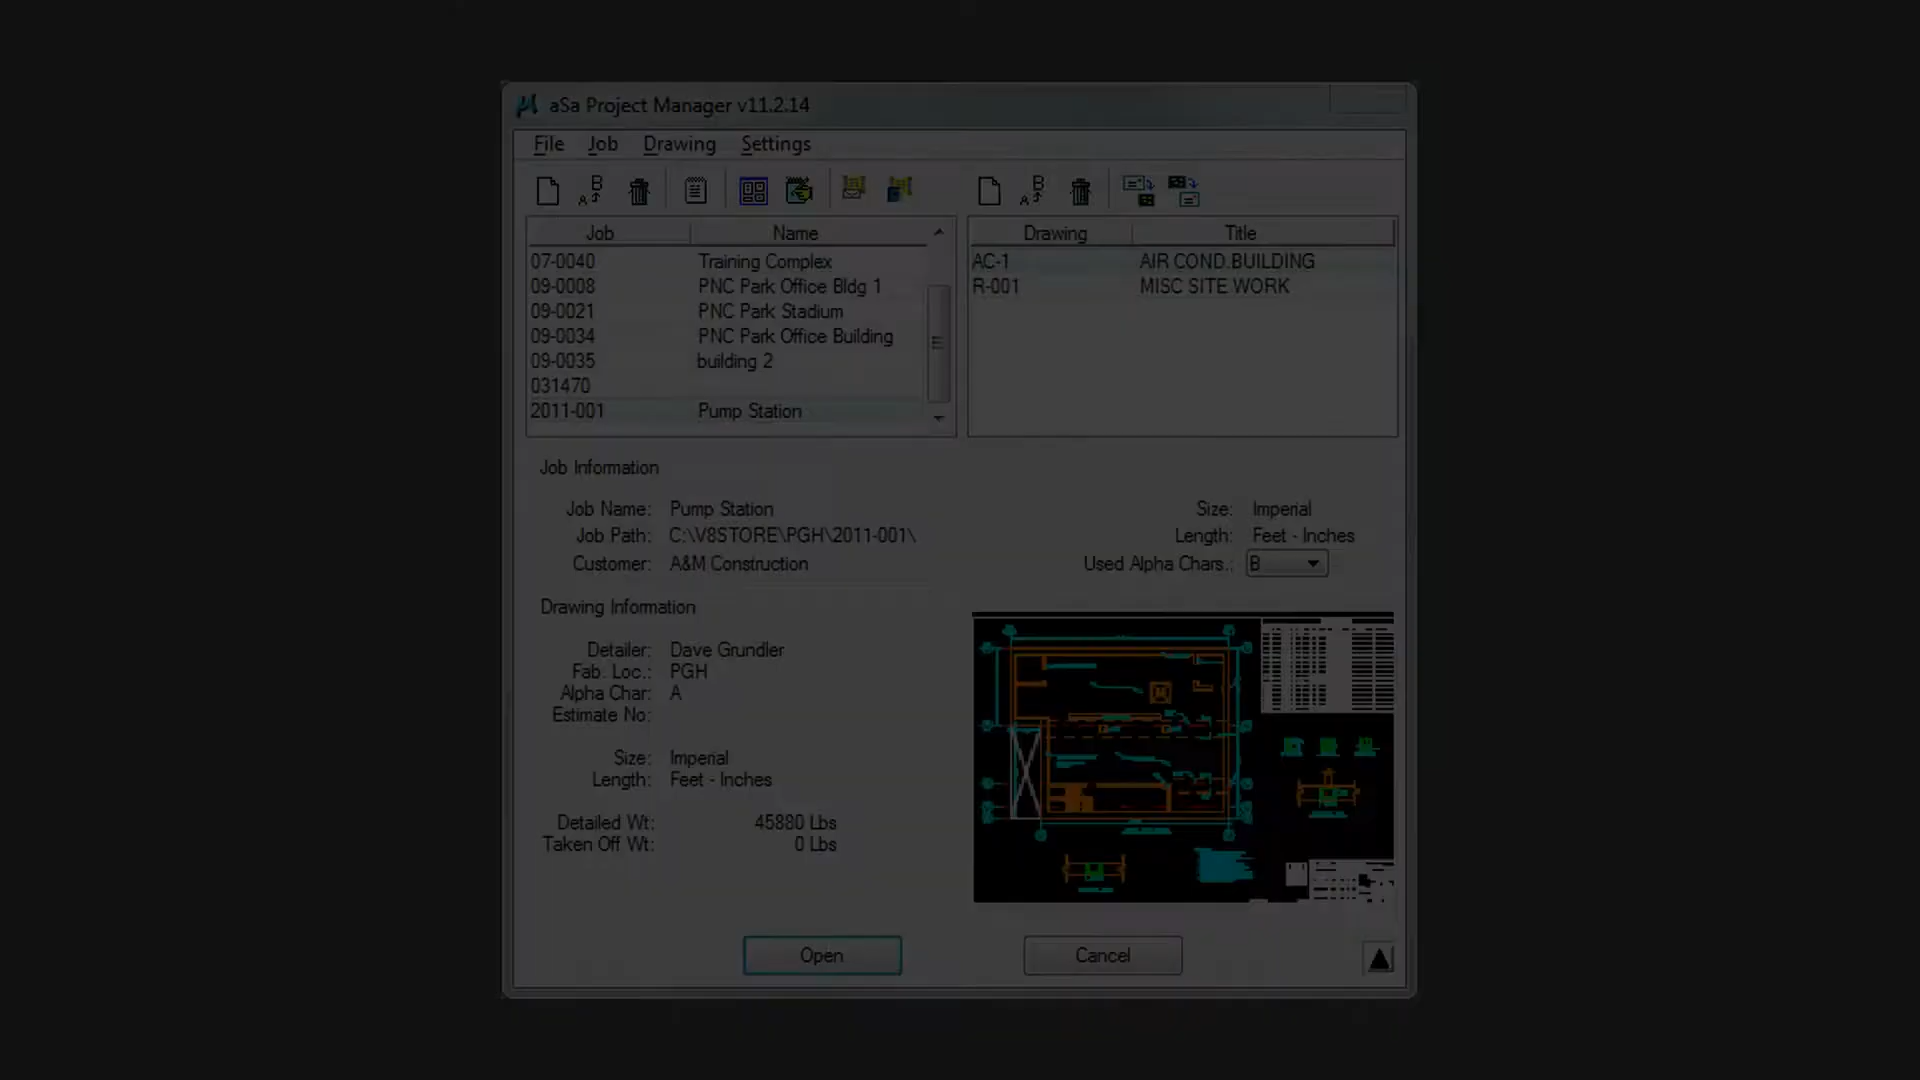 aSa Project Manager v11.2.14
File Job Drawing Settings
Job Name
07-0040 Training Complex
09-0008 PNC Park Office Bldg 1
09-0021 PNC Park Stadium
09-0034 PNC Park Office Building
09-0035 building 2
031470
2011-001 Pump Station
Drawing Title
AC-1 AIR COND.BUILDING
R-001 MISC SITE WORK
Job Information
Job Name: Pump Station
Job Path: C:\V8STORE\PGH\2011-001\
Customer: A&M Construction
Size: Imperial
Length: Feet - Inches
Used Alpha Chars.: B
Drawing Information
Detailer: Dave Grundler
Fab. Loc.: PGH
Alpha Char: A
Estimate No:
Size: Imperial
Length: Feet - Inches
Detailed Wt: 45880 Lbs
Taken Off Wt: 0 Lbs
Open Cancel